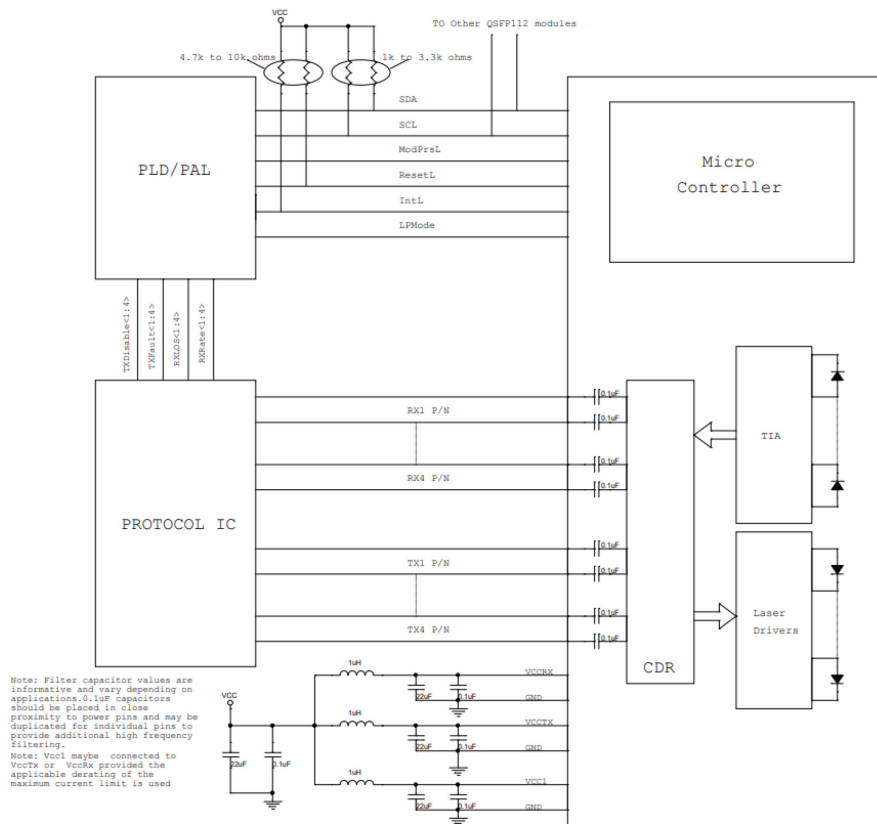 VCC
TO Other QSFP112 modules
4.7k to 10k ohms
1k to 3.3k ohms
SDA
SCL
ModPrsL
PLD/PAL
ResetL
IntL
LPMode
Micro
Controller
TXDisable<1:4>
TXFault<1:4>
RXLOS<1:4>
RXRate<1:4>
PROTOCOL IC
0.1uF
RX1 P/N
0.1uF
0.1uF
RX4 P/N
0.1uF
0.1uF
TX1 P/N
0.1uF
0.1uF
TX4 P/N
0.1uF
CDR
TIA
Laser
Drivers
Note: Filter capacitor values are
informative and vary depending on
applications.0.1uF capacitors
should be placed in close
proximity to power pins and may be
duplicated for individual pins to
provide additional high frequency
filtering.
Note: Vcc1 maybe connected to
VccTx or VccRx provided the
applicable derating of the
maximum current limit is used
VCC
22uF
0.1uF
1uH
VCCRX
22uF
0.1uF
GND
1uH
VCCTX
22uF
0.1uF
GND
1uH
VCC1
22uF
0.1uF
GND